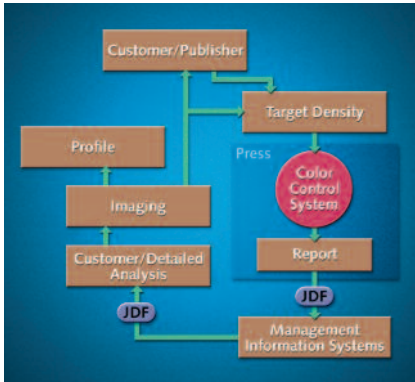 Customer/Publisher
Target Density
Profile
Press
Color
Control
System
Imaging
Customer/Detailed
Analysis
Report
JDF
JDF
Management
Information Systems